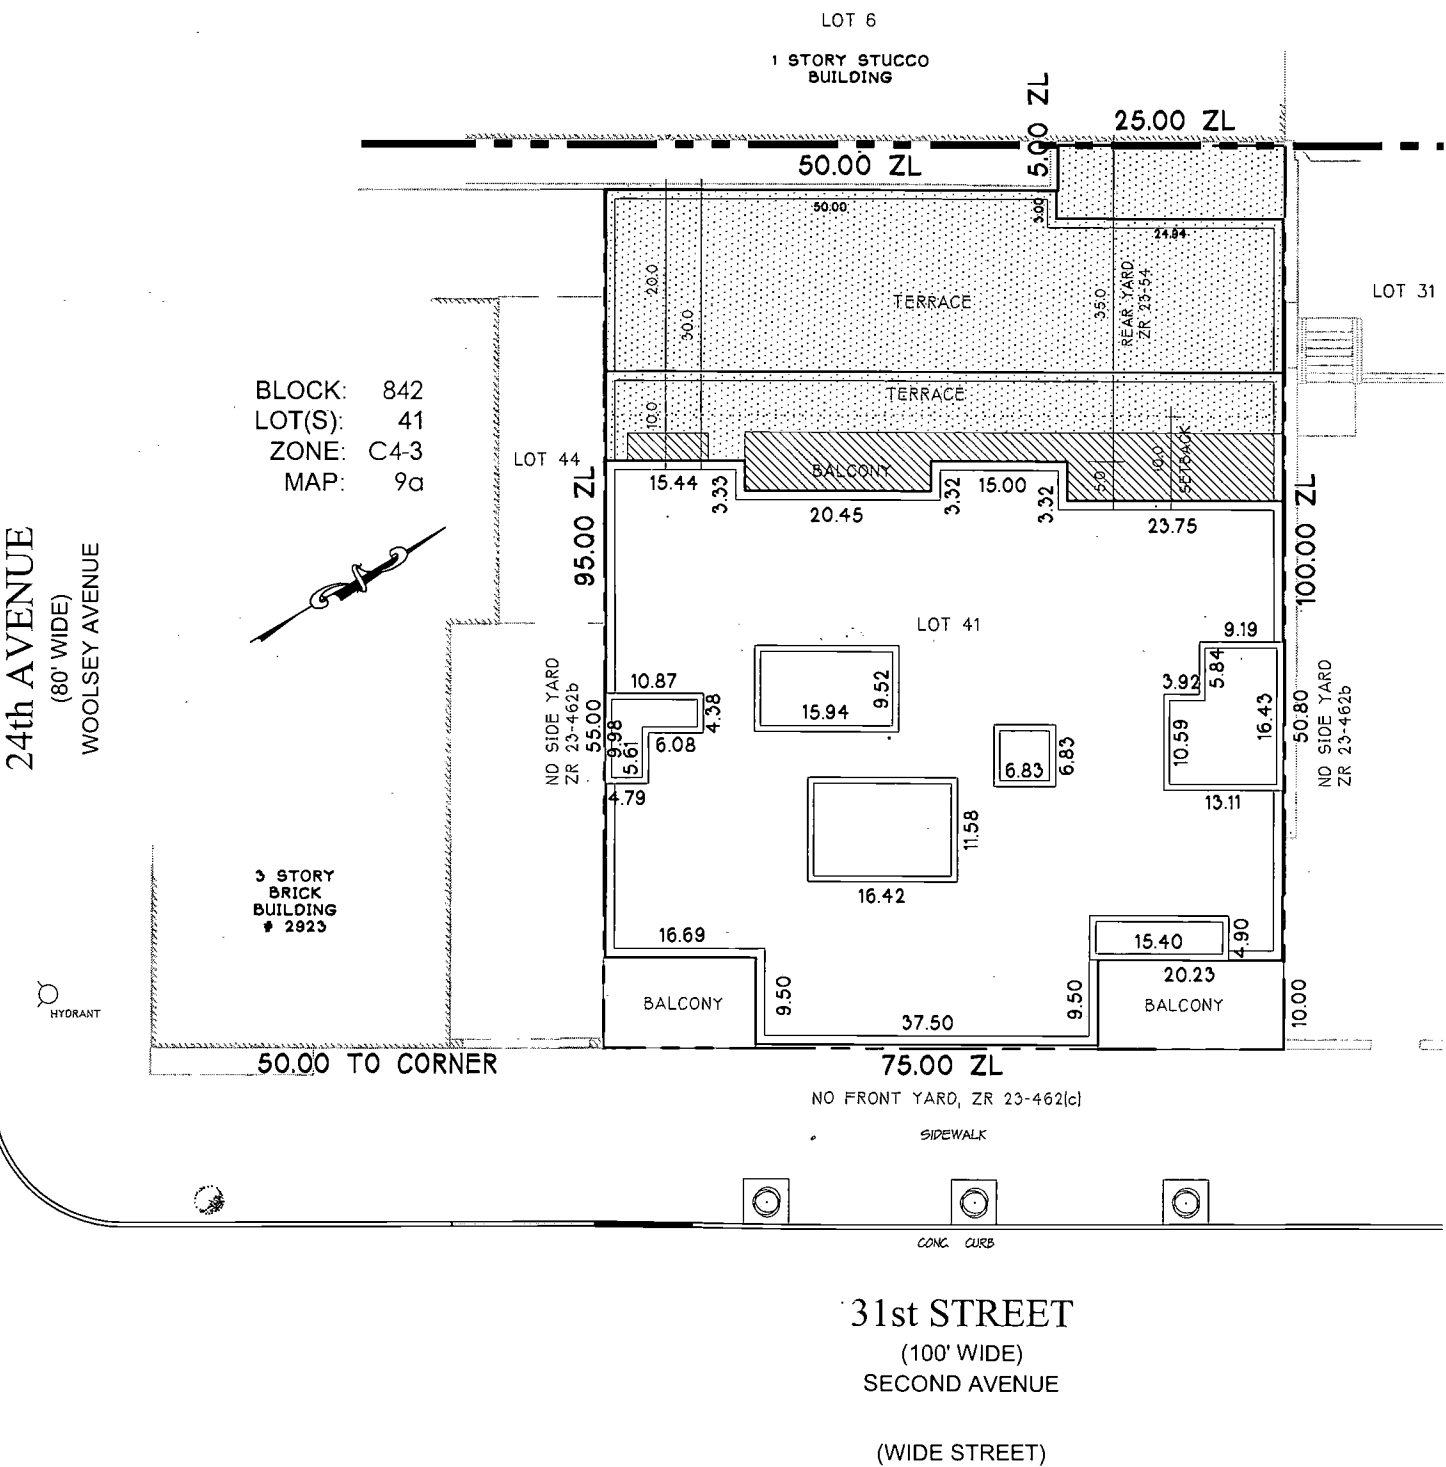 LOT 6
1 STORY STUCCO
BUILDING
25.00 ZL
5.00 ZL
50.00 ZL
50.00
3.00
24.94
LOT 31
TERRACE
20.0
30.0
35.0
REAR YARD
ZR 23-54
TERRACE
10.0
BLOCK: 842
LOT(S): 41
ZONE: C4-3
MAP: 9a
LOT 44
BALCONY
5.0
10.0
SETBACK
15.44
3.33
20.45
3.32
15.00
3.32
23.75
95.00 ZL
100.00 ZL
24th AVENUE
(80' WIDE)
WOOLSEY AVENUE
LOT 41
9.19
5.84
3.92
10.59
16.43
13.11
50.80
NO SIDE YARD
ZR 23-462b
NO SIDE YARD
ZR 23-462b
55.00
10.87
4.38
9.98
5.61
6.08
4.79
15.94
9.52
6.83
6.83
11.58
16.42
3 STORY
BRICK
BUILDING
# 2923
16.69
15.40
4.90
20.23
HYDRANT
BALCONY
9.50
37.50
9.50
BALCONY
10.00
50.00 TO CORNER
75.00 ZL
NO FRONT YARD, ZR 23-462(c)
SIDEWALK
CONC. CURB
31st STREET
(100' WIDE)
SECOND AVENUE
(WIDE STREET)